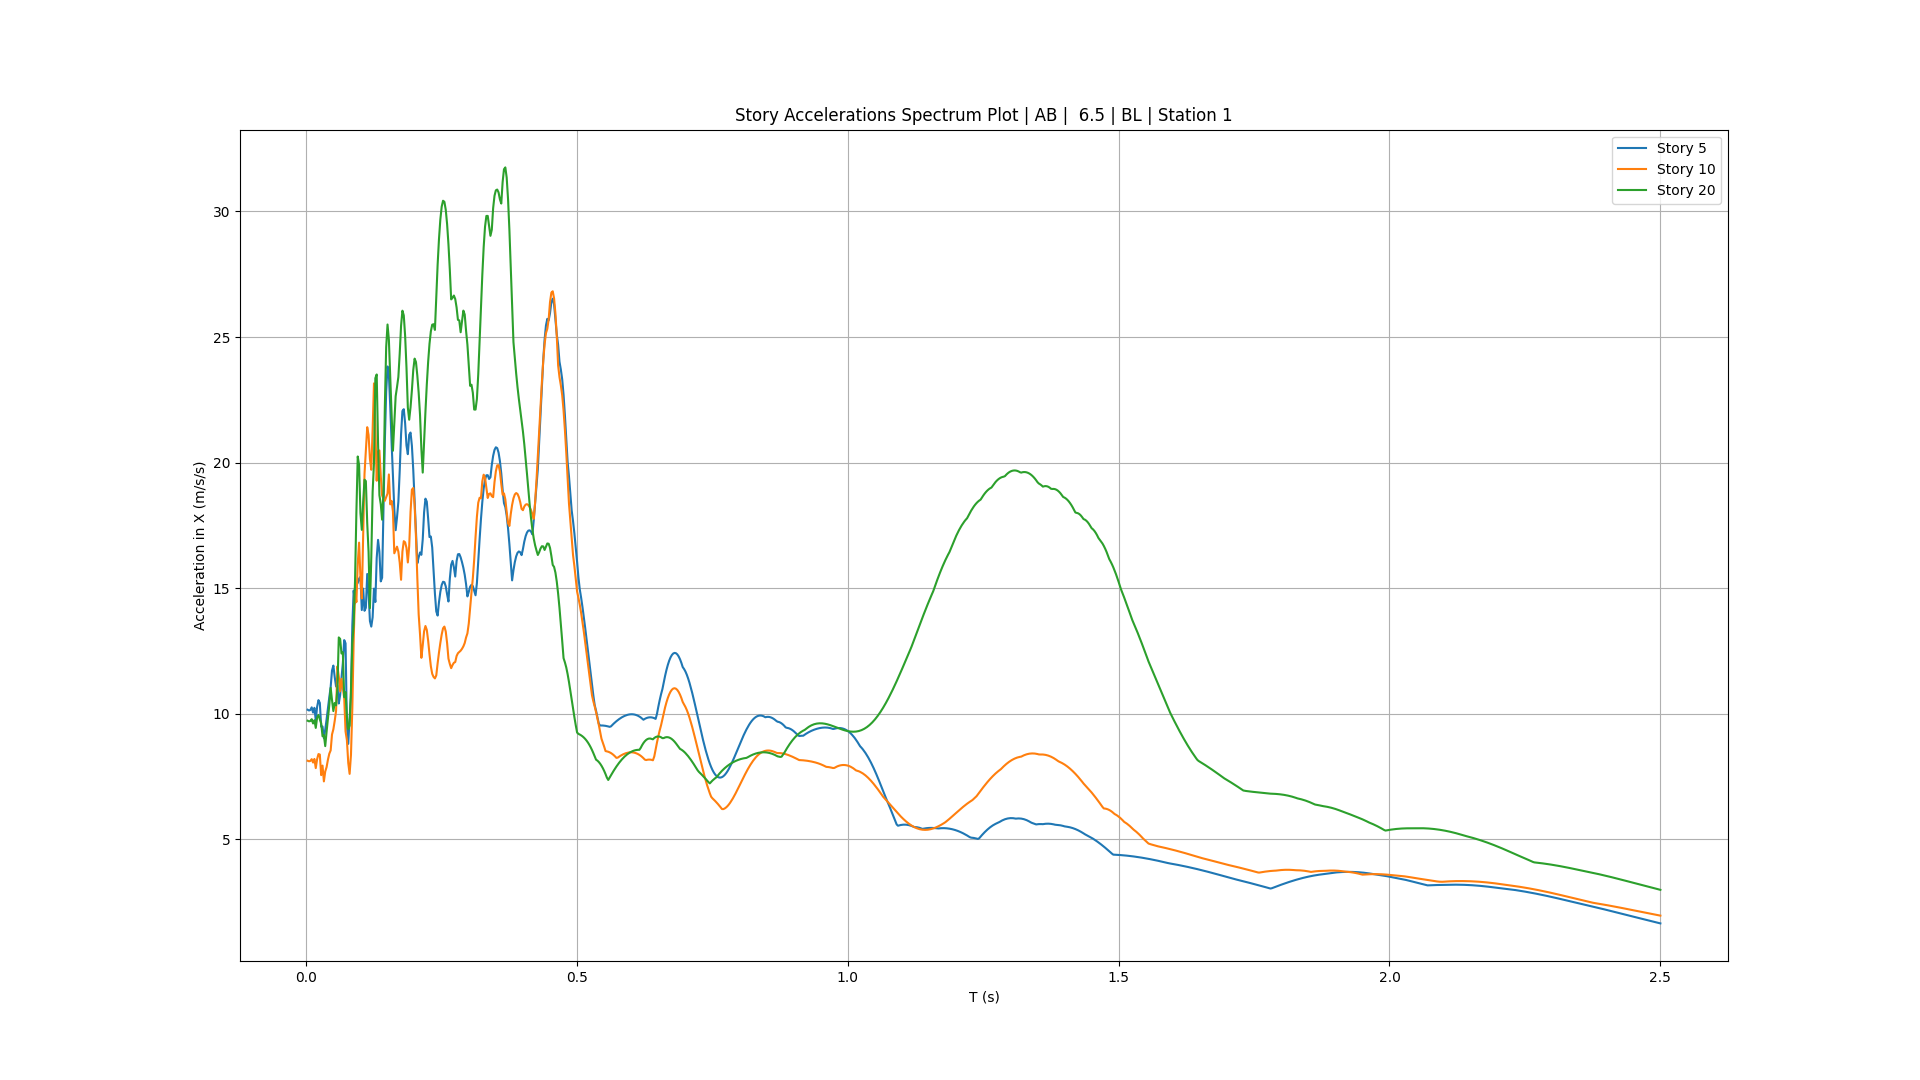 Story Accelerations Spectrum Plot | AB |  6.5 | BL | Station 1
Story 5
Story 10
Story 20
30
25
20
15
10
5
Acceleration in X (m/s/s)
0.0 0.5 1.0 1.5 2.0 2.5
T (s)